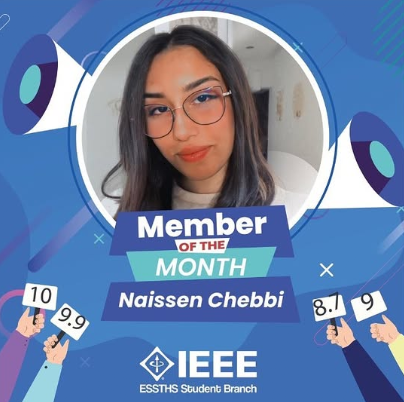 Member
OF THE
MONTH
Naissen Chebbi
10
9.9
8.7
9
IEEE
ESSTHS Student Branch